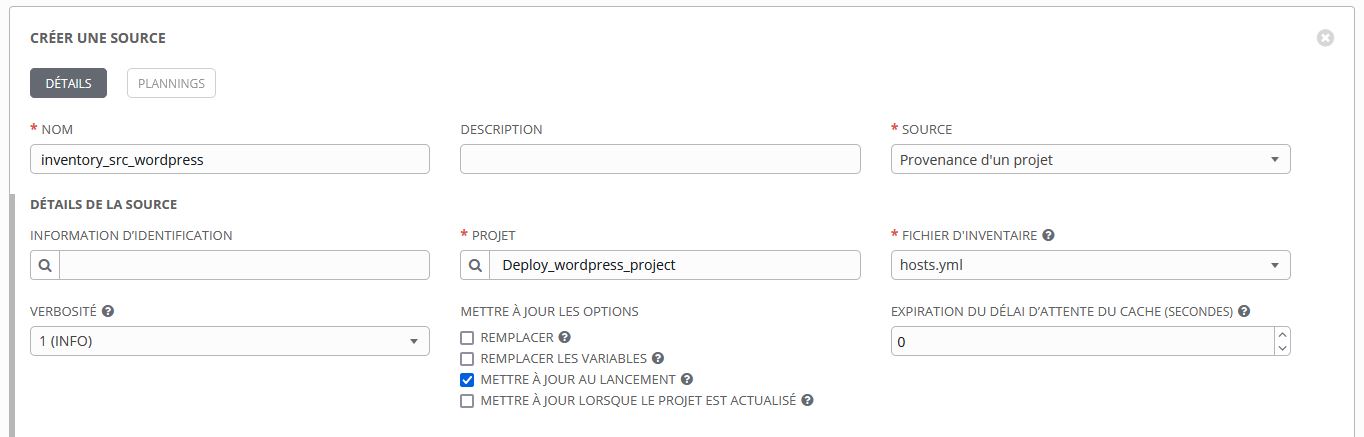 CRÉER UNE SOURCE
DÉTAILS
PLANNINGS
* NOM
DESCRIPTION
* SOURCE
inventory_src_wordpress
Provenance d'un projet
DÉTAILS DE LA SOURCE
INFORMATION D’IDENTIFICATION
* PROJET
* FICHIER D'INVENTAIRE ?
Deploy_wordpress_project
hosts.yml
VERBOSITÉ ?
METTRE À JOUR LES OPTIONS
EXPIRATION DU DÉLAI D’ATTENTE DU CACHE (SECONDES) ?
1 (INFO)
REMPLACER ?
0
REMPLACER LES VARIABLES ?
METTRE À JOUR AU LANCEMENT ?
METTRE À JOUR LORSQUE LE PROJET EST ACTUALISÉ ?